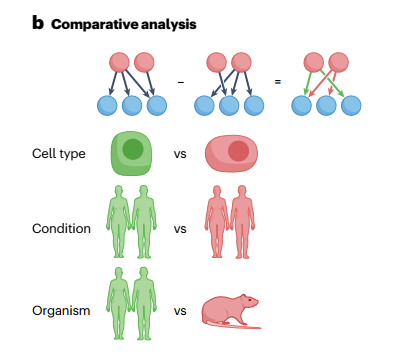 b Comparative analysis
– =
Cell type vs
Condition vs
Organism vs